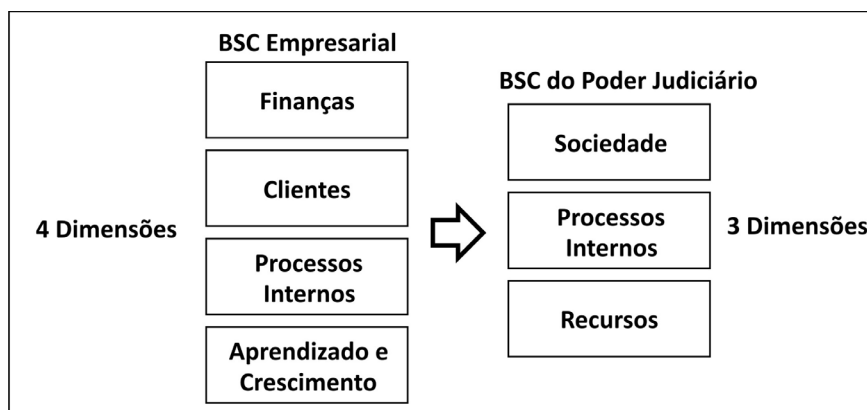 BSC Empresarial
Finanças
Clientes
4 Dimensões
Processos
Internos
Aprendizado e
Crescimento
BSC do Poder Judiciário
Sociedade
Processos
Internos
3 Dimensões
Recursos